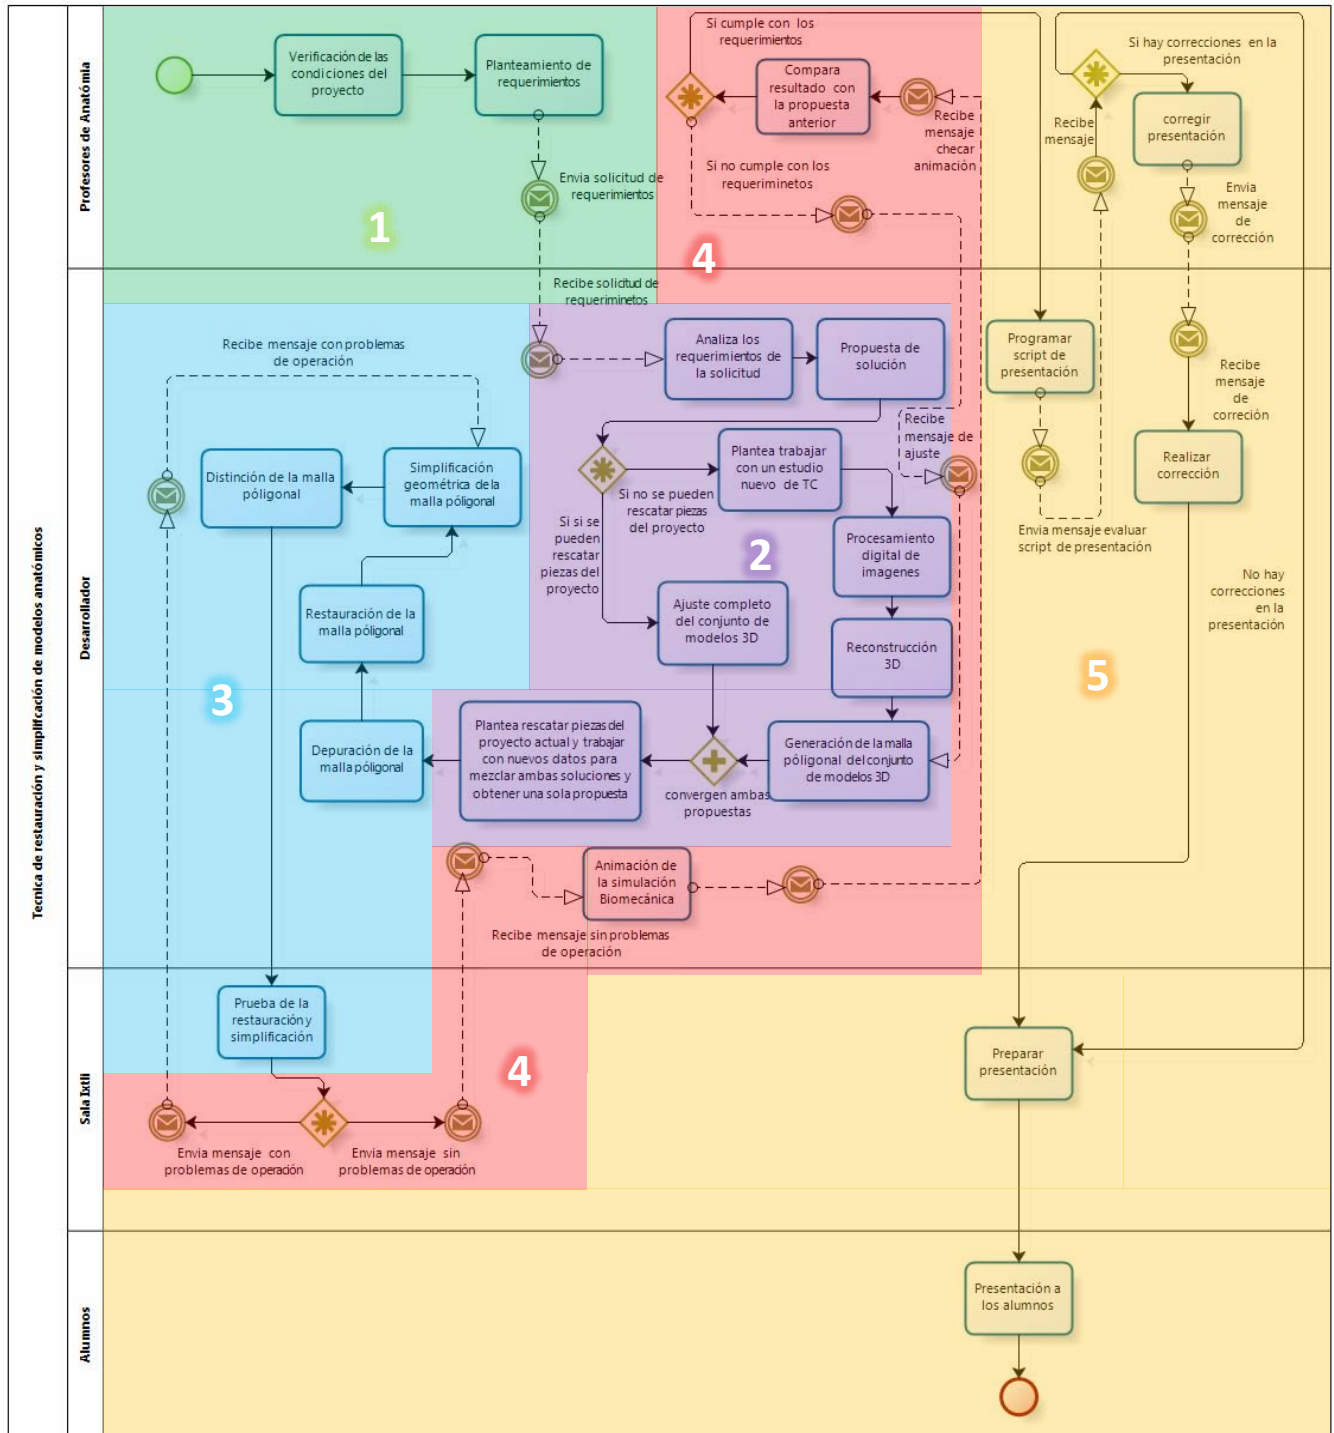 Tecnica de restauración y simplifcación de modelos anatómicos
Profesores de Anatómia
Verificación de las
condiciones del
proyecto
Planteamiento de
requerimientos
Envia solicitud de
requerimientos
1
Si cumple con los
requerimientos
Compara
resultado con
la propuesta
anterior
Recibe
mensaje
checar
animación
Si no cumple con los
requeriminetos
4
Si hay correcciones en la
presentación
Recibe
mensaje
corregir
presentación
Envia
mensaje
de
corrección
Desarrollador
Recibe solicitud de
requeriminetos
Recibe mensaje con problemas
de operación
Analiza los
requerimientos de
la solicitud
Propuesta de
solución
Programar
script de
presentación
Recibe
mensaje
de
correción
Recibe
mensaje de
ajuste
Distinción de la malla
póligonal
Simplificación
geométrica de la
malla póligonal
Plantea trabajar
con un estudio
nuevo de TC
Realizar
corrección
Si no se pueden
rescatar piezas
del proyecto
Si si se
pueden
rescatar
piezas del
proyecto
2
Procesamiento
digital de
imagenes
Envia mensaje evaluar
script de presentación
No hay
correcciones
en la
presentación
Restauración de la
malla póligonal
Ajuste completo
del conjunto de
modelos 3D
Reconstrucción
3D
3
5
Depuración de la
malla póligonal
Plantea rescatar piezas del
proyecto actual y trabajar
con nuevos datos para
mezclar ambas soluciones y
obtener una sola propuesta
Generación de la malla
póligonal del conjunto
de modelos 3D
convergen ambas
propuestas
Animación de
la simulación
Biomecánica
Recibe mensaje sin problemas
de operación
Sala Ixtli
Prueba de la
restauración y
simplificación
4
Preparar
presentación
Envia mensaje con
problemas de operación
Envia mensaje sin
problemas de operación
Alumnos
Presentación a
los alumnos